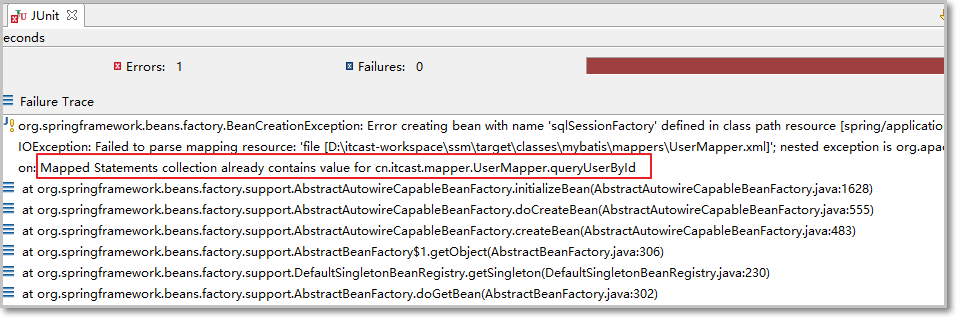 JUnit
econds
Errors: 1 Failures: 0
Failure Trace
org.springframework.beans.factory.BeanCreationException: Error creating bean with name 'sqlSessionFactory' defined in class path resource [spring/application
IOException: Failed to parse mapping resource: 'file [D:\itcast-workspace\ssm\target\classes\mybatis\mappers\UserMapper.xml]'; nested exception is org.apac
on: Mapped Statements collection already contains value for cn.itcast.mapper.UserMapper.queryUserById
at org.springframework.beans.factory.support.AbstractAutowireCapableBeanFactory.initializeBean(AbstractAutowireCapableBeanFactory.java:1628)
at org.springframework.beans.factory.support.AbstractAutowireCapableBeanFactory.doCreateBean(AbstractAutowireCapableBeanFactory.java:555)
at org.springframework.beans.factory.support.AbstractAutowireCapableBeanFactory.createBean(AbstractAutowireCapableBeanFactory.java:483)
at org.springframework.beans.factory.support.AbstractBeanFactory$1.getObject(AbstractBeanFactory.java:306)
at org.springframework.beans.factory.support.DefaultSingletonBeanRegistry.getSingleton(DefaultSingletonBeanRegistry.java:230)
at org.springframework.beans.factory.support.AbstractBeanFactory.doGetBean(AbstractBeanFactory.java:302)